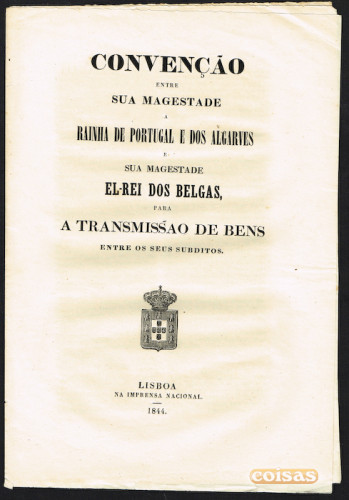 CONVENÇÃO
ENTRE
SUA MAGESTADE
A
RAINHA DE PORTUGAL E DOS ALGARVES
E
SUA MAGESTADE
EL-REI DOS BELGAS,
PARA
A TRANSMISSÃO DE BENS
ENTRE OS SEUS SUBDITOS.
LISBOA
NA IMPRENSA NACIONAL.
1844.
coisas